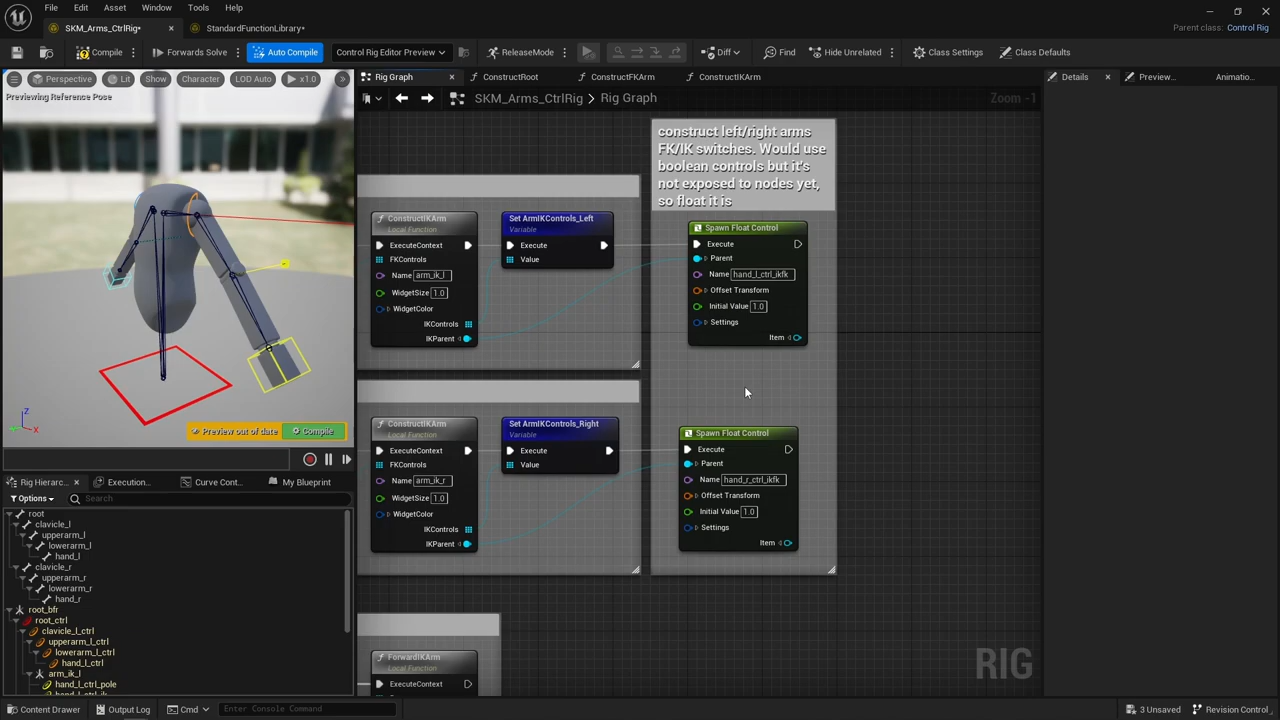 File
Edit
Asset
Window
Tools
Help
SKM_Arms_CtrlRig*
StandardFunctionLibrary*
Parent class: Control Rig
Compile
Forwards Solve
Auto Compile
Control Rig Editor Preview
ReleaseMode
Diff
Find
Hide Unrelated
Class Settings
Class Defaults
Perspective
Lit
Show
Character
LOD Auto
x1.0
Previewing Reference Pose
Rig Graph
ConstructRoot
ConstructFKArm
ConstructIKArm
Details
Preview...
Animatio...
SKM_Arms_CtrlRig
Rig Graph
Zoom -1
construct left/right arms
FK/IK switches. Would use
boolean controls but it's
not exposed to nodes yet,
so float it is
ConstructIKArm
Local Function
ExecuteContext
FKControls
Name arm_ik_l
WidgetSize 1.0
WidgetColor
IKControls
IKParent
Set ArmIKControls_Left
Variable
Execute
Value
Spawn Float Control
Execute
Parent
Name hand_l_ctrl_ikfk
Offset Transform
Initial Value 1.0
Settings
Item
ConstructIKArm
Local Function
ExecuteContext
FKControls
Name arm_ik_r
WidgetSize 1.0
WidgetColor
IKControls
IKParent
Set ArmIKControls_Right
Variable
Execute
Value
Spawn Float Control
Execute
Parent
Name hand_r_ctrl_ikfk
Offset Transform
Initial Value 1.0
Settings
Item
ForwardIKArm
Local Function
ExecuteContext
RIG
Z
X
Preview out of date
Compile
Rig Hierarc...
Execution...
Curve Cont...
My Blueprint
Options
Search
root
clavicle_l
upperarm_l
lowerarm_l
hand_l
clavicle_r
upperarm_r
lowerarm_r
hand_r
root_bfr
root_ctrl
clavicle_l_ctrl
upperarm_l_ctrl
lowerarm_l_ctrl
hand_l_ctrl
arm_ik_l
hand_l_ctrl_pole
Content Drawer
Output Log
Cmd
Enter Console Command
3 Unsaved
Revision Control